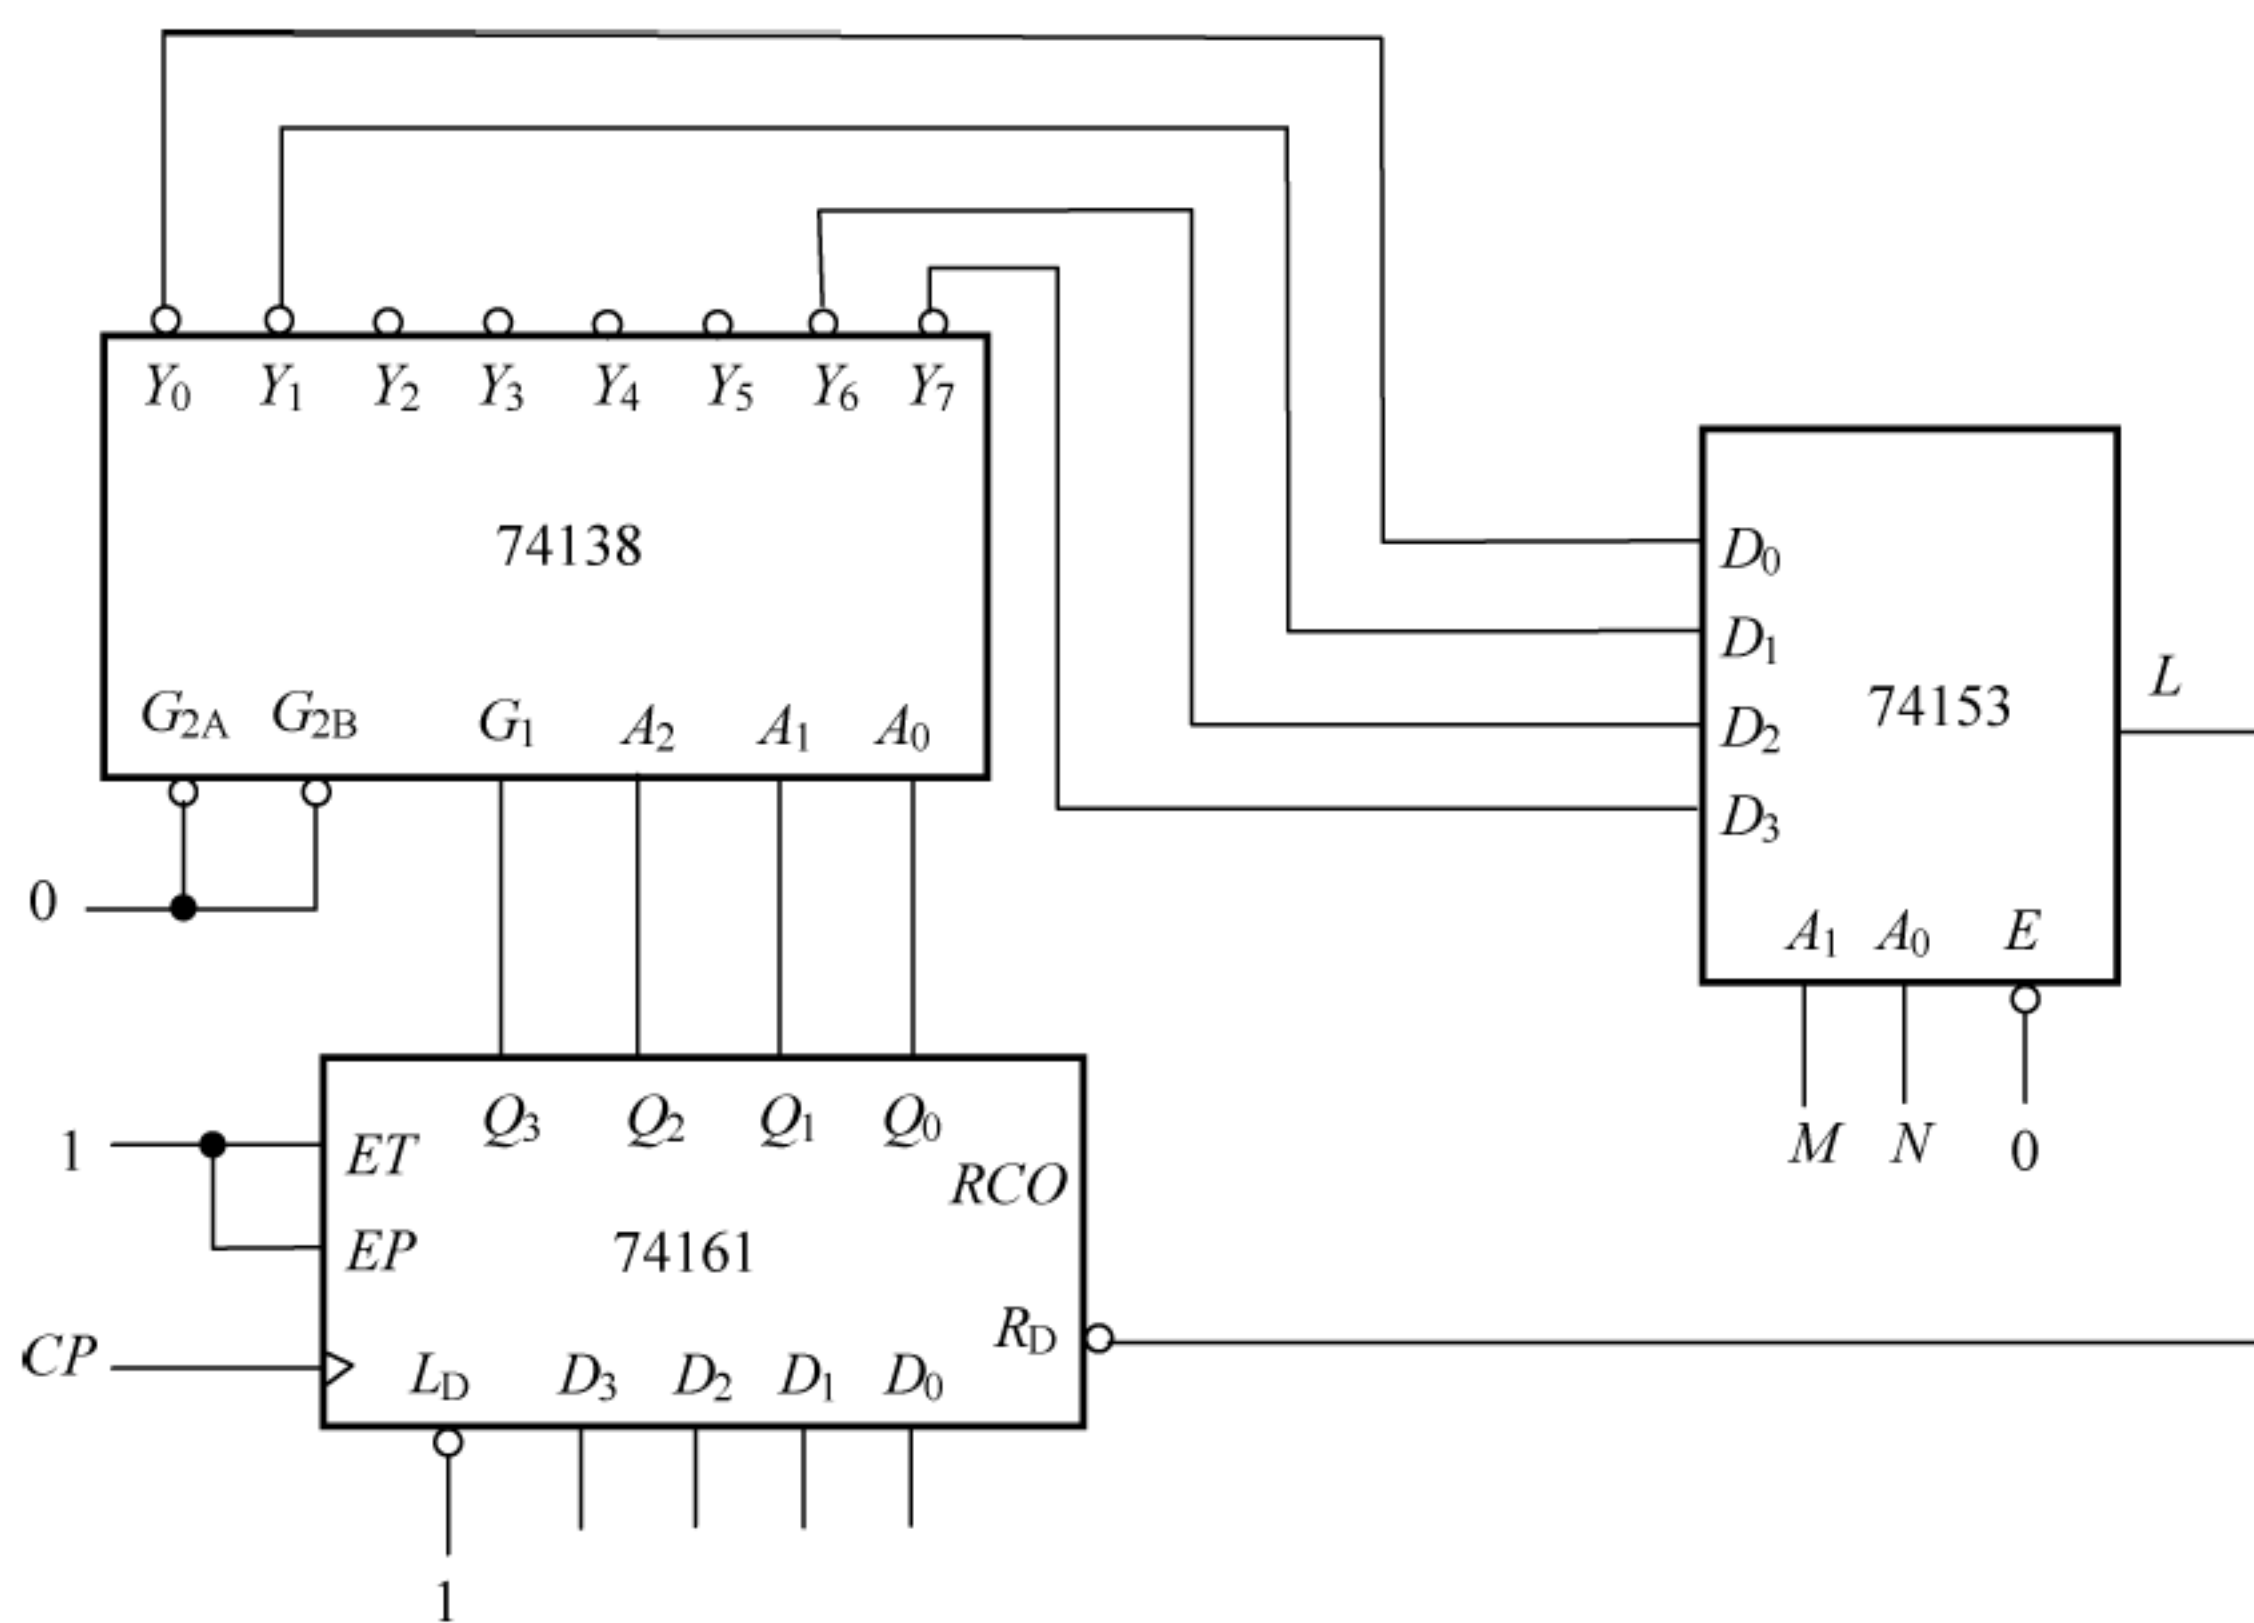 Y0 Y1 Y2 Y3 Y4 Y5 Y6 Y7
74138
G2A G2B G1 A2 A1 A0
0
D0
D1
D2
D3
74153
L
A1 A0 E
M N 0
Q3 Q2 Q1 Q0
1
ET
RCO
EP
74161
RD
CP
LD D3 D2 D1 D0
1